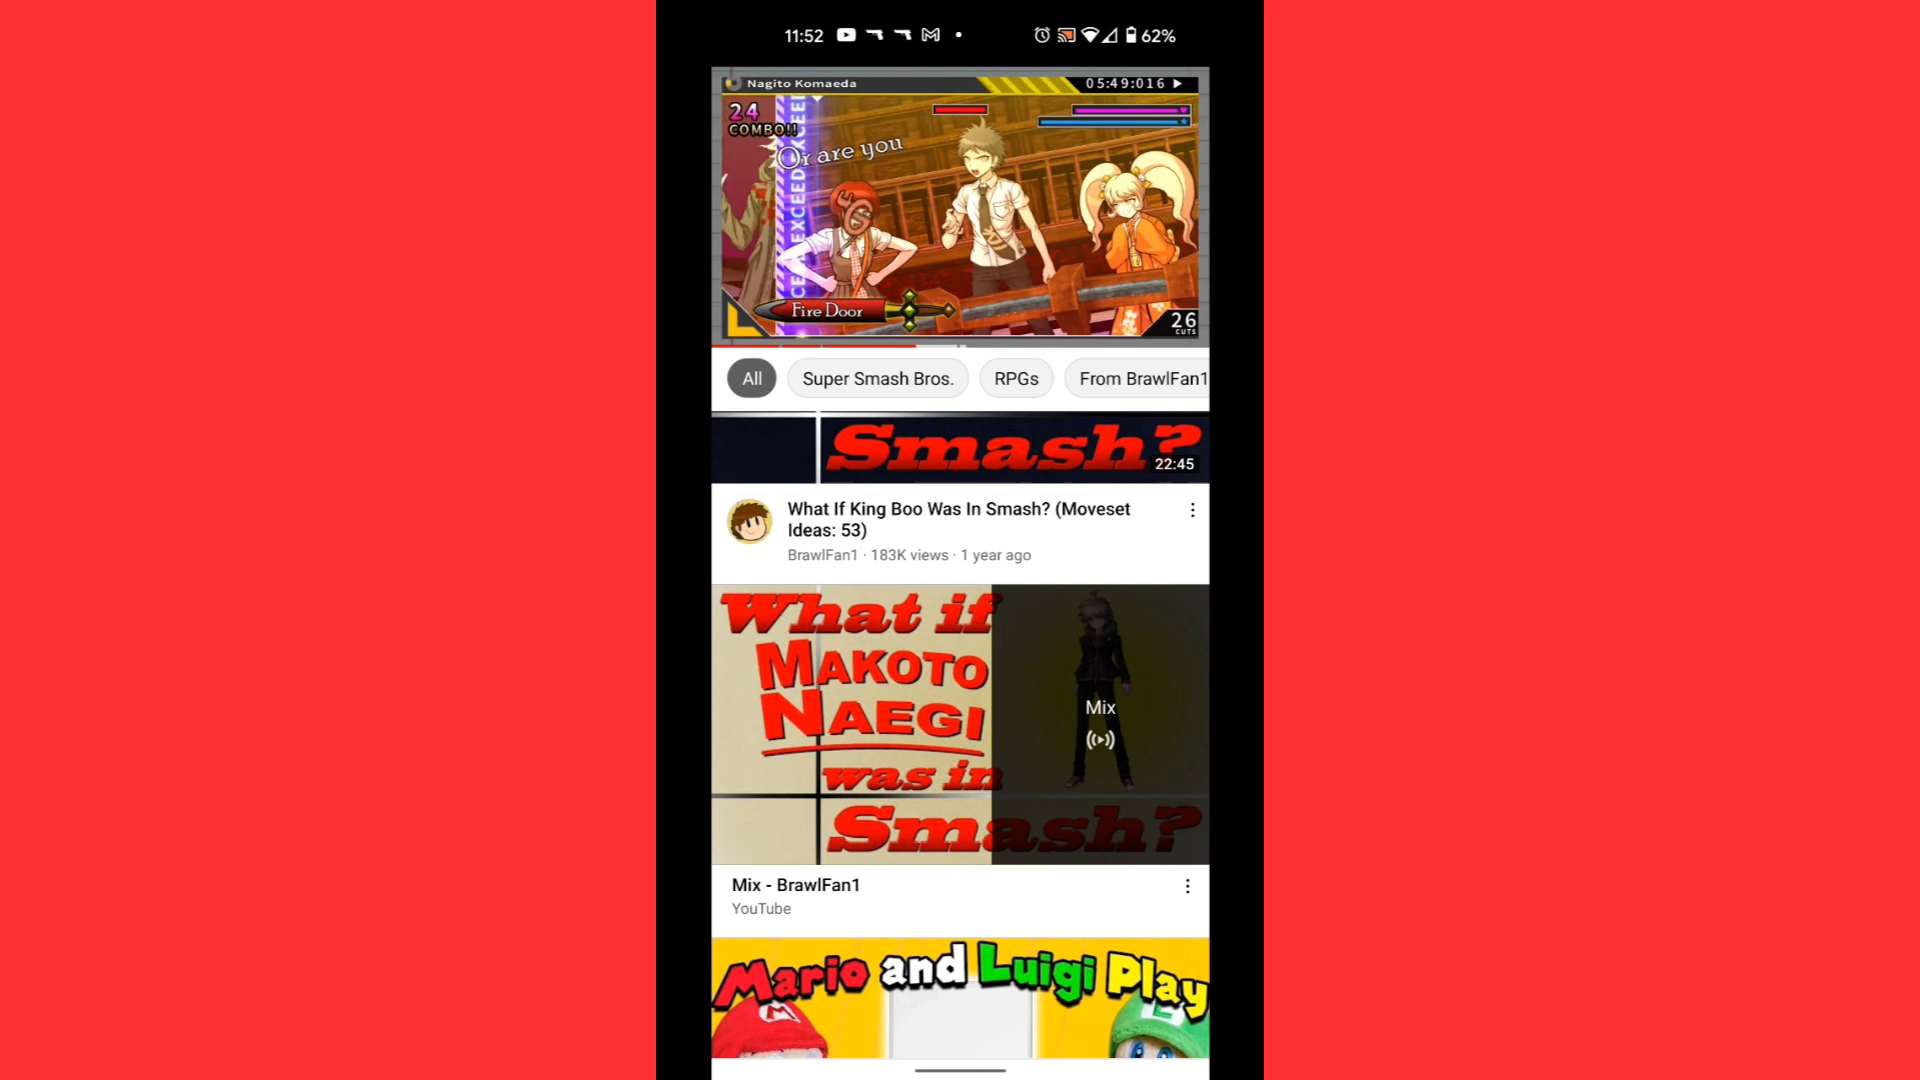 11:52
62%
Nagito Komaeda
05:49:016
24
COMBO!!
EXCEED EXCEED
Or are you
Fire Door
26
CUTS
All
Super Smash Bros.
RPGs
From BrawlFan1
Smash?
22:45
What If King Boo Was In Smash? (Moveset
Ideas: 53)
BrawlFan1 · 183K views · 1 year ago
What if
MAKOTO
NAEGI
was in
Smash?
Mix
Mix - BrawlFan1
YouTube
Mario and Luigi Play